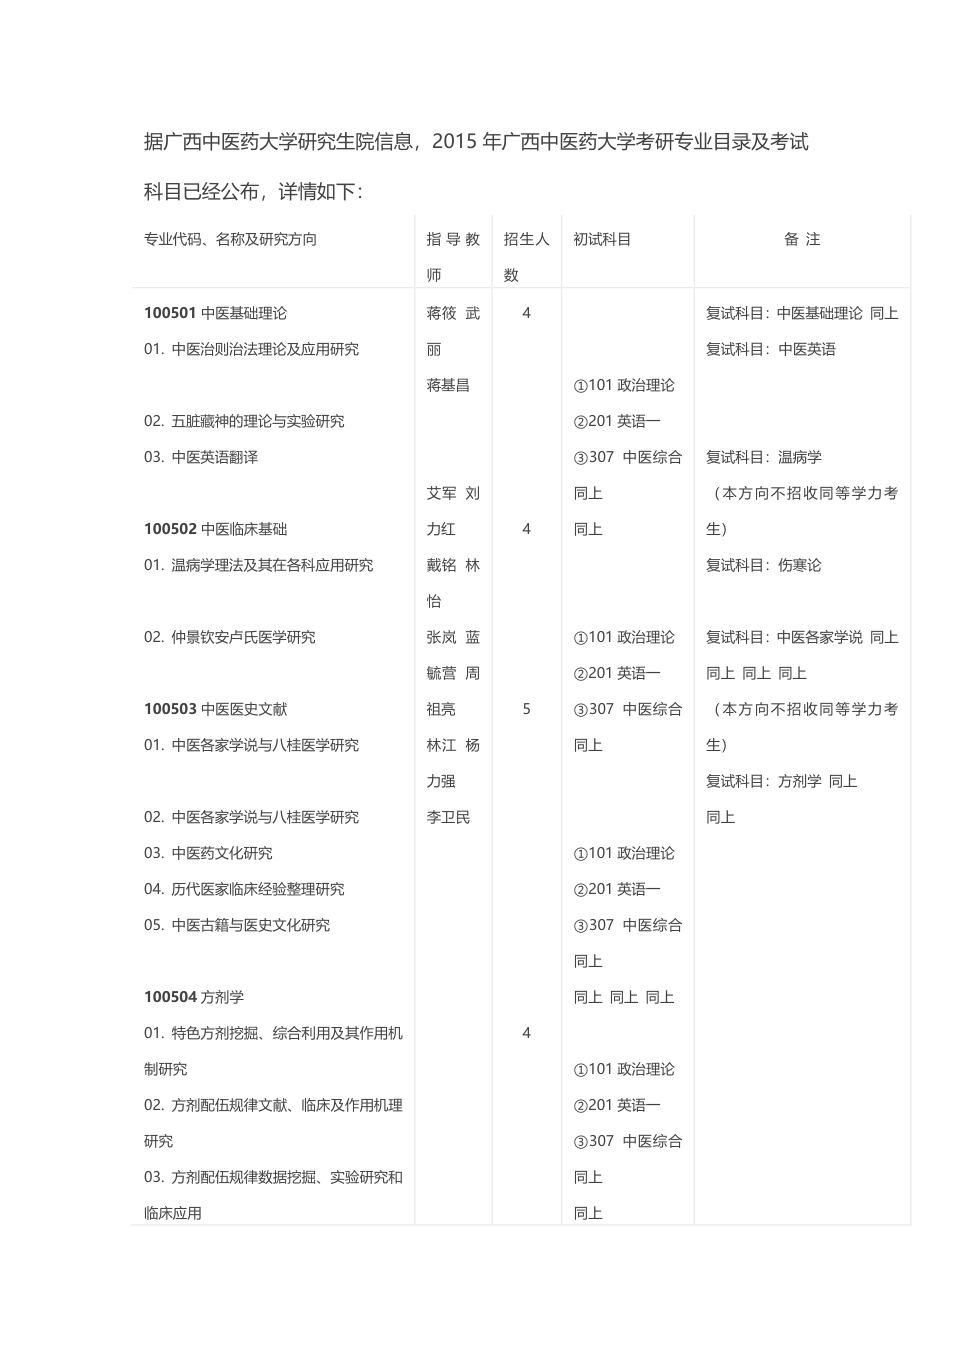 据广西中医药大学研究生院信息，2015 年广西中医药大学考研专业目录及考试
科目已经公布，详情如下：
专业代码、名称及研究方向
指 导 教
师
招生人
数
初试科目
备 注
100501 中医基础理论
01. 中医治则治法理论及应用研究
02. 五脏藏神的理论与实验研究
03. 中医英语翻译
100502 中医临床基础
01. 温病学理法及其在各科应用研究
02. 仲景钦安卢氏医学研究
100503 中医医史文献
01. 中医各家学说与八桂医学研究
02. 中医各家学说与八桂医学研究
03. 中医药文化研究
04. 历代医家临床经验整理研究
05. 中医古籍与医史文化研究
100504 方剂学
01. 特色方剂挖掘、综合利用及其作用机
制研究
02. 方剂配伍规律文献、临床及作用机理
研究
03. 方剂配伍规律数据挖掘、实验研究和
临床应用
蒋筱 武
丽
蒋基昌
艾军 刘
力红
戴铭 林
怡
张岚 蓝
毓营 周
祖亮
林江 杨
力强
李卫民
4
4
5
4
①101 政治理论
②201 英语一
③307 中医综合
同上
同上
①101 政治理论
②201 英语一
③307 中医综合
同上
①101 政治理论
②201 英语一
③307 中医综合
同上
同上 同上 同上
①101 政治理论
②201 英语一
③307 中医综合
同上
同上
复试科目：中医基础理论 同上
复试科目：中医英语
复试科目：温病学
（本方向不招收同等学力考
生）
复试科目：伤寒论
复试科目：中医各家学说 同上
同上 同上 同上
（本方向不招收同等学力考
生）
复试科目：方剂学 同上
同上